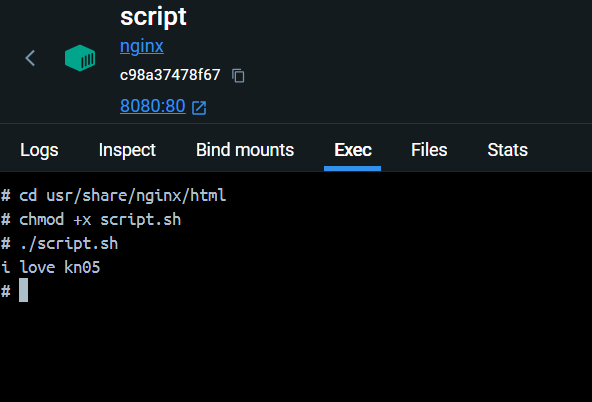 script
nginx
c98a37478f67
8080:80
Logs Inspect Bind mounts Exec Files Stats
# cd usr/share/nginx/html
# chmod +x script.sh
# ./script.sh
i love kn05
#